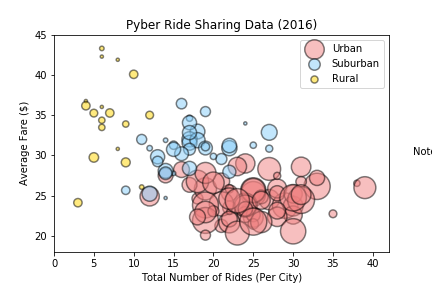 Pyber Ride Sharing Data (2016)
45
40
35
30
25
20
Average Fare ($)
Urban
Suburban
Rural
Note
0 5 10 15 20 25 30 35 40
Total Number of Rides (Per City)